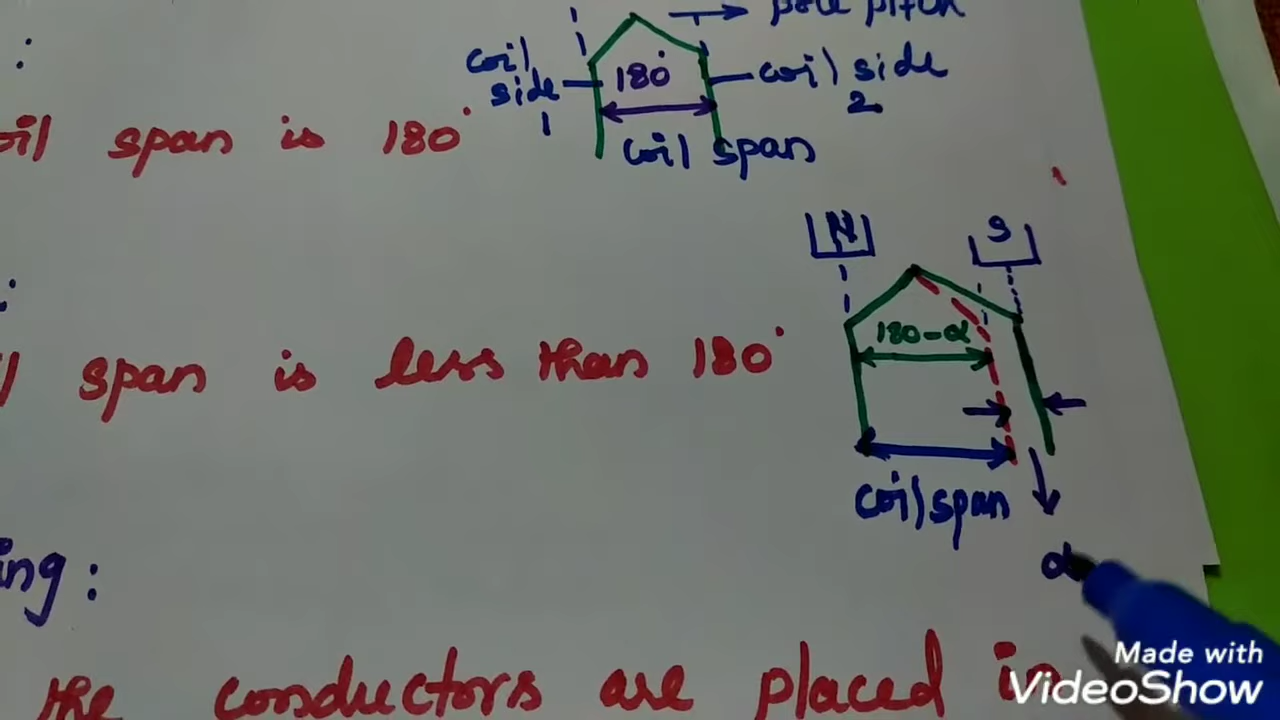 :
pole pitch
coil side 1
180°
coil side 2
oil span is 180°
coil span
N S
:
180-α
l span is less than 180°
coil span
α
ing :
the conductors are placed in
Made with
VideoShow